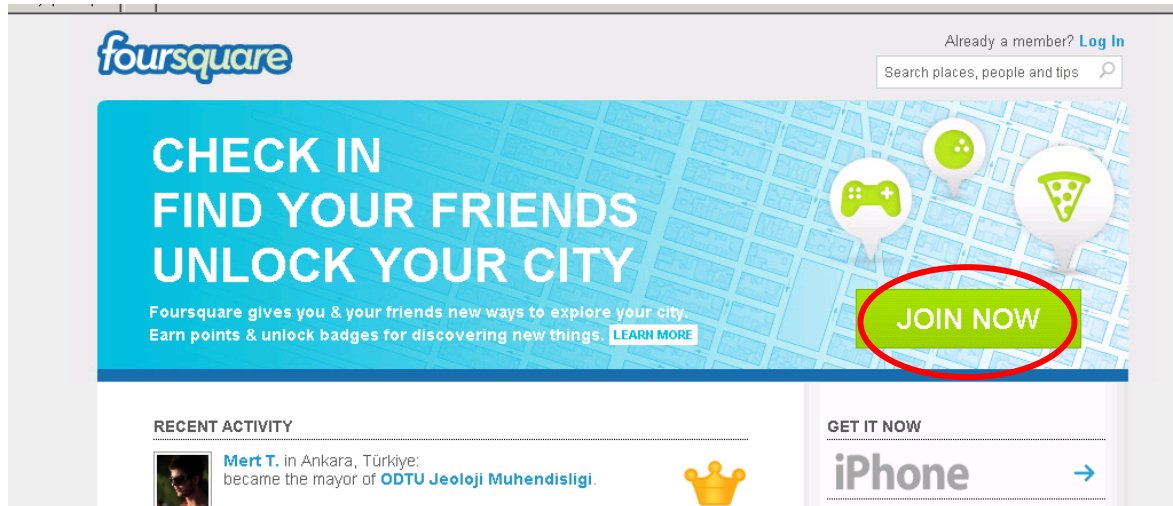 foursquare
Already a member? Log In
Search places, people and tips
CHECK IN
FIND YOUR FRIENDS
UNLOCK YOUR CITY
Foursquare gives you & your friends new ways to explore your city.
Earn points & unlock badges for discovering new things. LEARN MORE
JOIN NOW
RECENT ACTIVITY
Mert T. in Ankara, Türkiye:
became the mayor of ODTU Jeoloji Muhendisligi.
GET IT NOW
iPhone